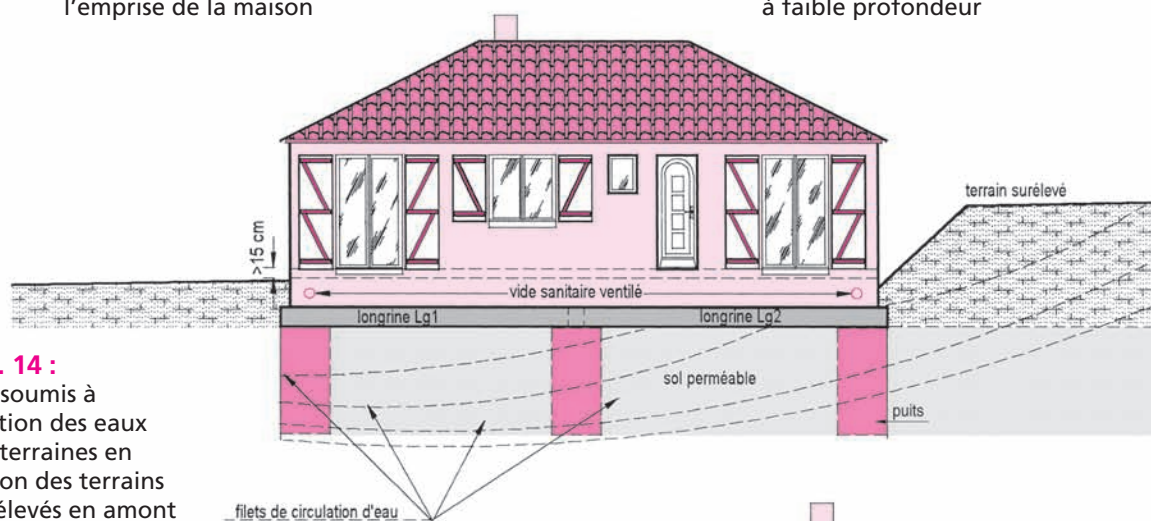 l'emprise de la maison
à faible profondeur
terrain surélevé
>15 cm
vide sanitaire ventilé
longrine Lg1
longrine Lg2
sol perméable
puits
. 14 :
soumis à
tion des eaux
terraines en
on des terrains
élevés en amont
filets de circulation d'eau